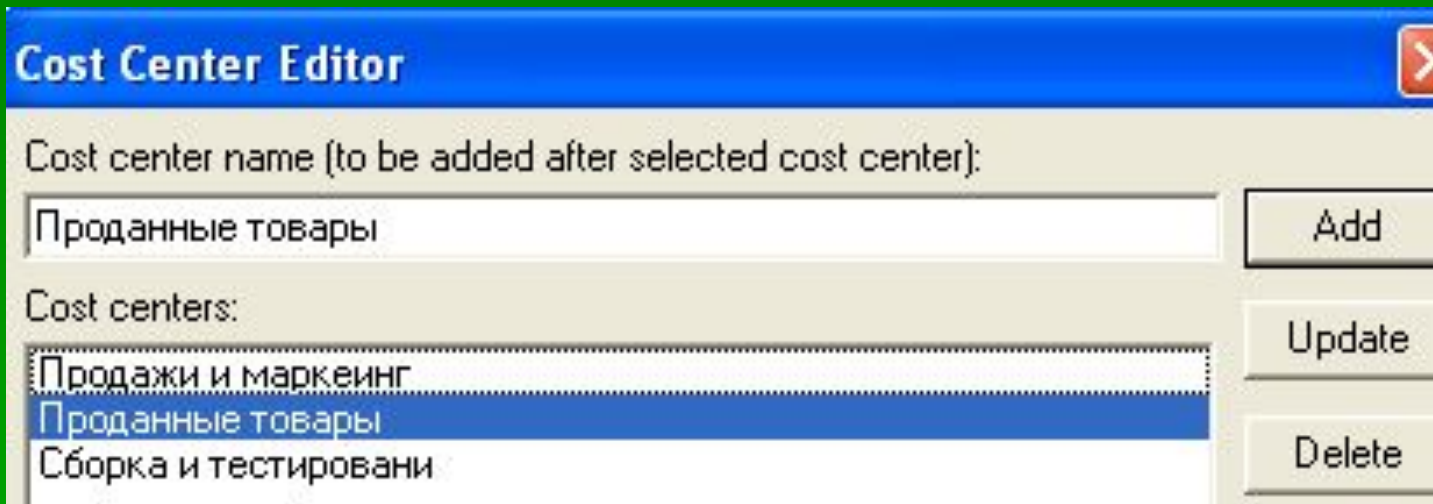 Cost Center Editor
Cost center name (to be added after selected cost center):
Проданные товары
Add
Cost centers:
Update
Продажи и маркеинг
Проданные товары
Delete
Сборка и тестировани